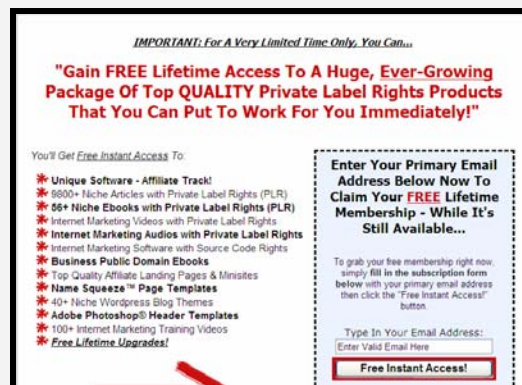 IMPORTANT: For A Very Limited Time Only, You Can...
"Gain FREE Lifetime Access To A Huge, Ever-Growing
Package Of Top QUALITY Private Label Rights Products
That You Can Put To Work For You Immediately!"
You'll Get Free Instant Access To:
Unique Software - Affiliate Track!
9800+ Niche Articles with Private Label Rights (PLR)
56+ Niche Ebooks with Private Label Rights (PLR)
Internet Marketing Videos with Private Label Rights
Internet Marketing Audios with Private Label Rights
Internet Marketing Software with Source Code Rights
Business Public Domain Ebooks
Top Quality Affiliate Landing Pages & Minisites
Name Squeeze™ Page Templates
40+ Niche Wordpress Blog Themes
Adobe Photoshop® Header Templates
100+ Internet Marketing Training Videos
Free Lifetime Upgrades!
Enter Your Primary Email
Address Below Now To
Claim Your FREE Lifetime
Membership - While It's
Still Available...
To grab your free membership right now,
simply fill in the subscription form
below with your primary email address
then click the "Free Instant Access!"
button.
Type In Your Email Address:
Enter Valid Email Here
Free Instant Access!